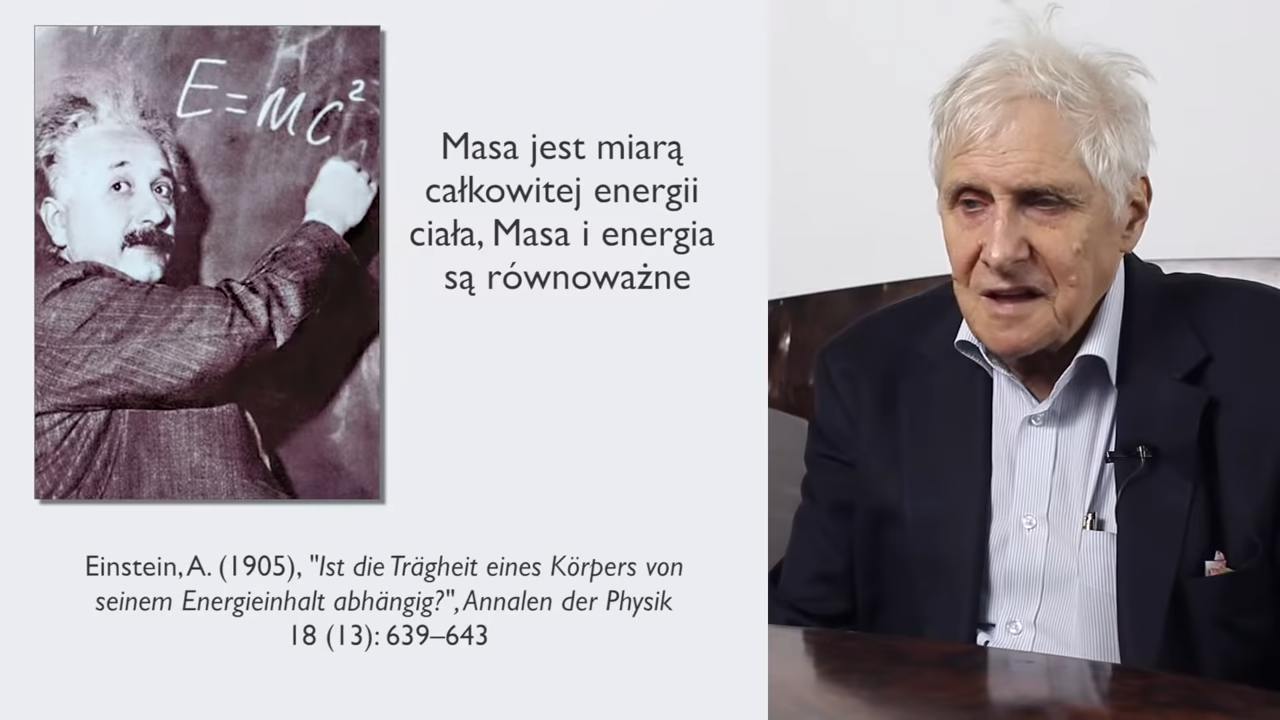 E=MC²
Masa jest miarą
całkowitej energii
ciała, Masa i energia
są równoważne
Einstein, A. (1905), "Ist die Trägheit eines Körpers von
seinem Energieinhalt abhängig?", Annalen der Physik
18 (13): 639–643